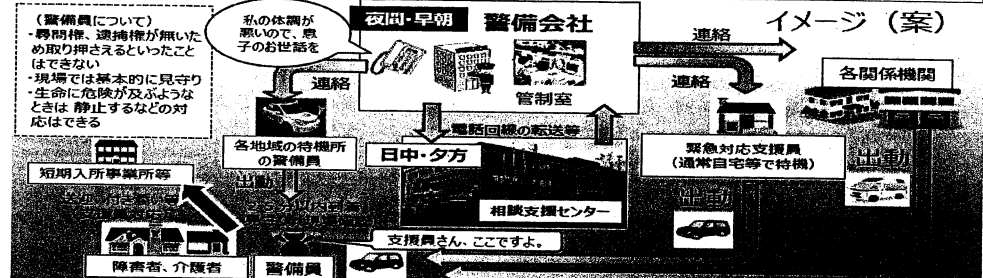 イメージ（案）
（警備員について）
・尋問権、逮捕権が無いた
め取り押さえるといったこと
はできない
・現場では基本的に見守り
・生命に危険が及ぶような
ときは 静止するなどの対
応はできる
私の体調が
悪いので、息
子のお世話を
夜間・早朝
警備会社
管制室
連絡
連絡
連絡
各関係機関
各地域の待機所
の警備員
電話回線の転送等
日中・夕方
相談支援センター
緊急対応支援員
（通常自宅等で待機）
短期入所事業所等
出動
出動
出動
支援員さん、ここですよ。
障害者、介護者
警備員